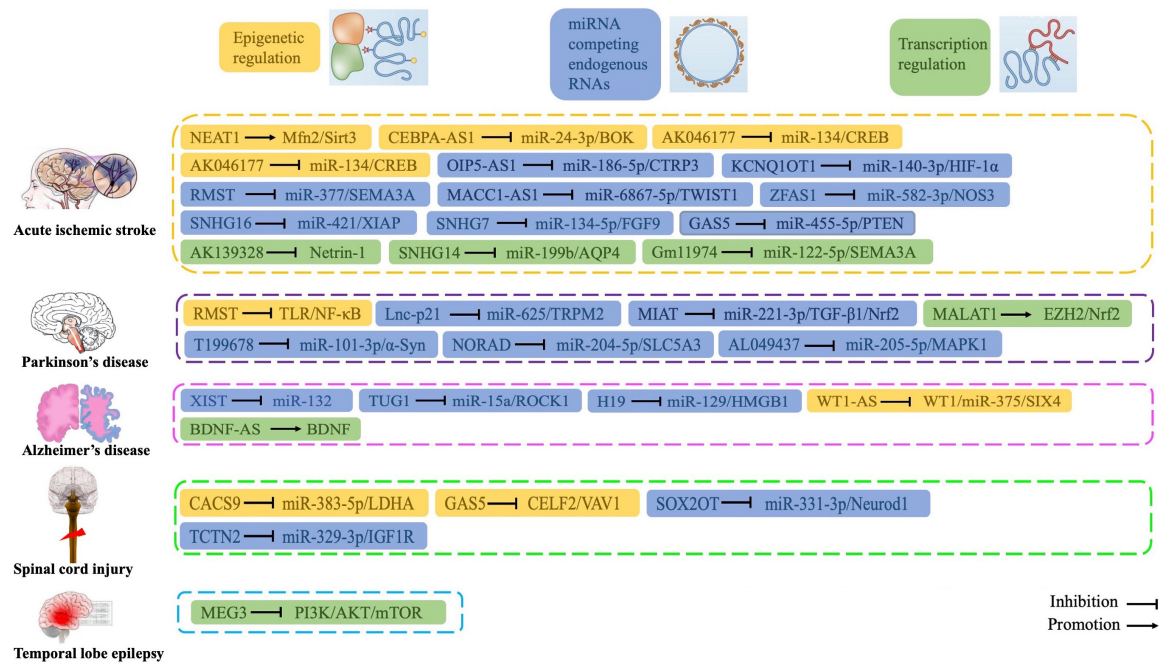 Epigenetic
regulation
miRNA
competing
endogenous
RNAs
Transcription
regulation
NEAT1 Mfn2/Sirt3 CEBPA-AS1 miR-24-3p/BOK AK046177 miR-134/CREB
AK046177 miR-134/CREB OIP5-AS1 miR-186-5p/CTRP3 KCNQ1OT1 miR-140-3p/HIF-1α
RMST miR-377/SEMA3A MACC1-AS1 miR-6867-5p/TWIST1 ZFAS1 miR-582-3p/NOS3
SNHG16 miR-421/XIAP SNHG7 miR-134-5p/FGF9 GAS5 miR-455-5p/PTEN
AK139328 Netrin-1 SNHG14 miR-199b/AQP4 Gm11974 miR-122-5p/SEMA3A
Acute ischemic stroke
RMST TLR/NF-κB Lnc-p21 miR-625/TRPM2 MIAT miR-221-3p/TGF-β1/Nrf2 MALAT1 EZH2/Nrf2
T199678 miR-101-3p/α-Syn NORAD miR-204-5p/SLC5A3 AL049437 miR-205-5p/MAPK1
Parkinson's disease
XIST miR-132 TUG1 miR-15a/ROCK1 H19 miR-129/HMGB1 WT1-AS WT1/miR-375/SIX4
BDNF-AS BDNF
Alzheimer's disease
CACS9 miR-383-5p/LDHA GAS5 CELF2/VAV1 SOX2OT miR-331-3p/Neurod1
TCTN2 miR-329-3p/IGF1R
Spinal cord injury
MEG3 PI3K/AKT/mTOR
Temporal lobe epilepsy
Inhibition
Promotion